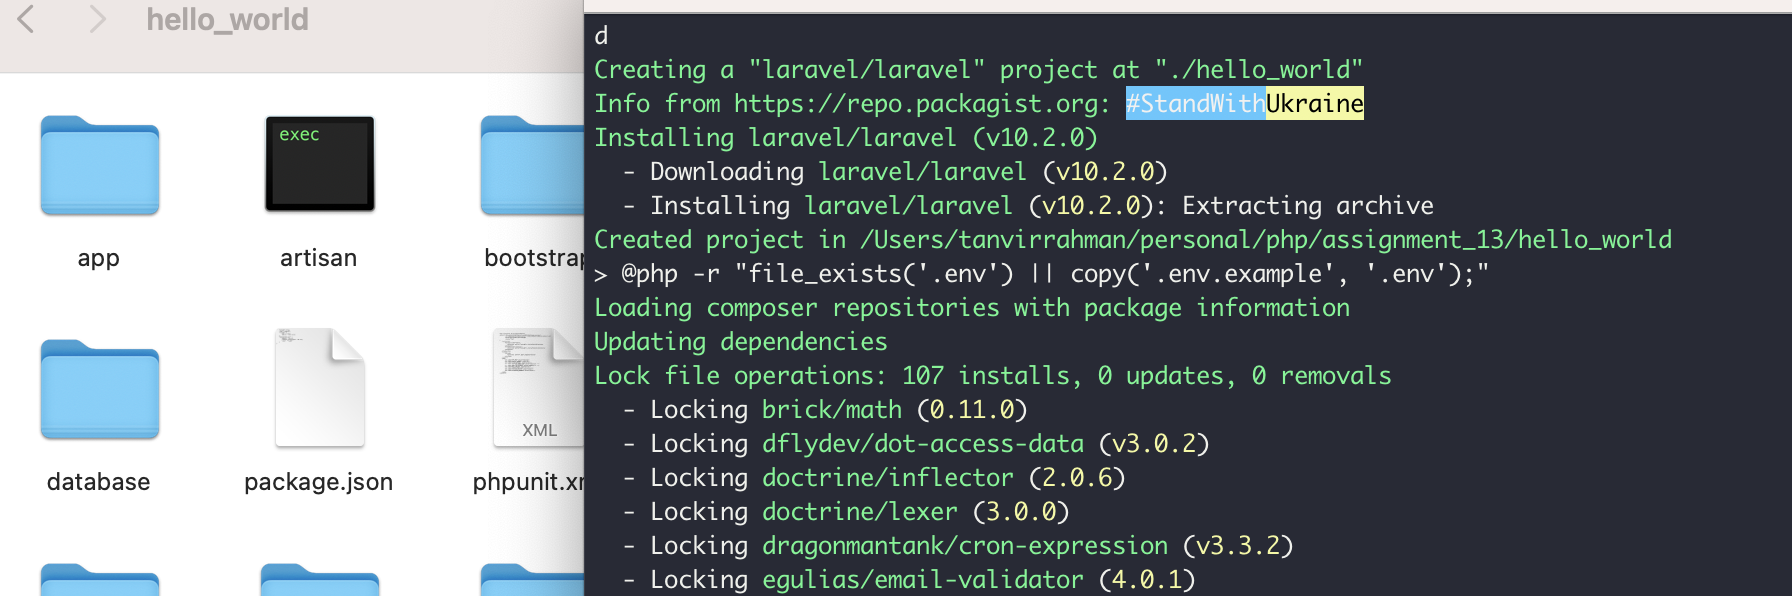 hello_world
exec
app
artisan
bootstrap
database
package.json
XML
phpunit.x
d
Creating a "laravel/laravel" project at "./hello_world"
Info from https://repo.packagist.org: #StandWithUkraine
Installing laravel/laravel (v10.2.0)
- Downloading laravel/laravel (v10.2.0)
- Installing laravel/laravel (v10.2.0): Extracting archive
Created project in /Users/tanvirrahman/personal/php/assignment_13/hello_world
> @php -r "file_exists('.env') || copy('.env.example', '.env');"
Loading composer repositories with package information
Updating dependencies
Lock file operations: 107 installs, 0 updates, 0 removals
- Locking brick/math (0.11.0)
- Locking dflydev/dot-access-data (v3.0.2)
- Locking doctrine/inflector (2.0.6)
- Locking doctrine/lexer (3.0.0)
- Locking dragonmantank/cron-expression (v3.3.2)
- Locking egulias/email-validator (4.0.1)